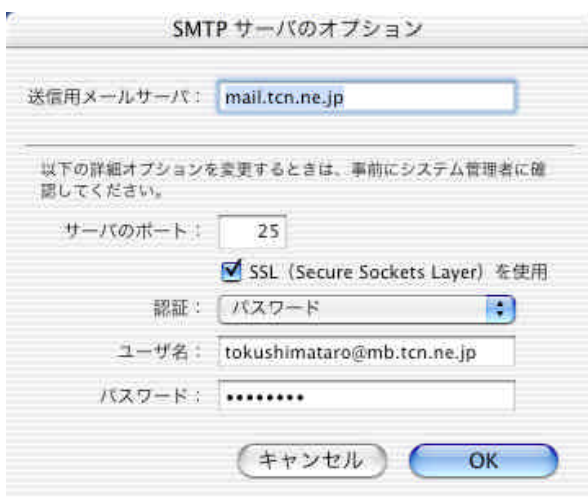 SMTP サーバのオプション
送信用メールサーバ： mail.tcn.ne.jp
以下の詳細オプションを変更するときは、事前にシステム管理者に確
認してください。
サーバのポート： 25
SSL（Secure Sockets Layer）を使用
認証： パスワード
ユーザ名： tokushimataro@mb.tcn.ne.jp
パスワード： ••••••••
キャンセル OK